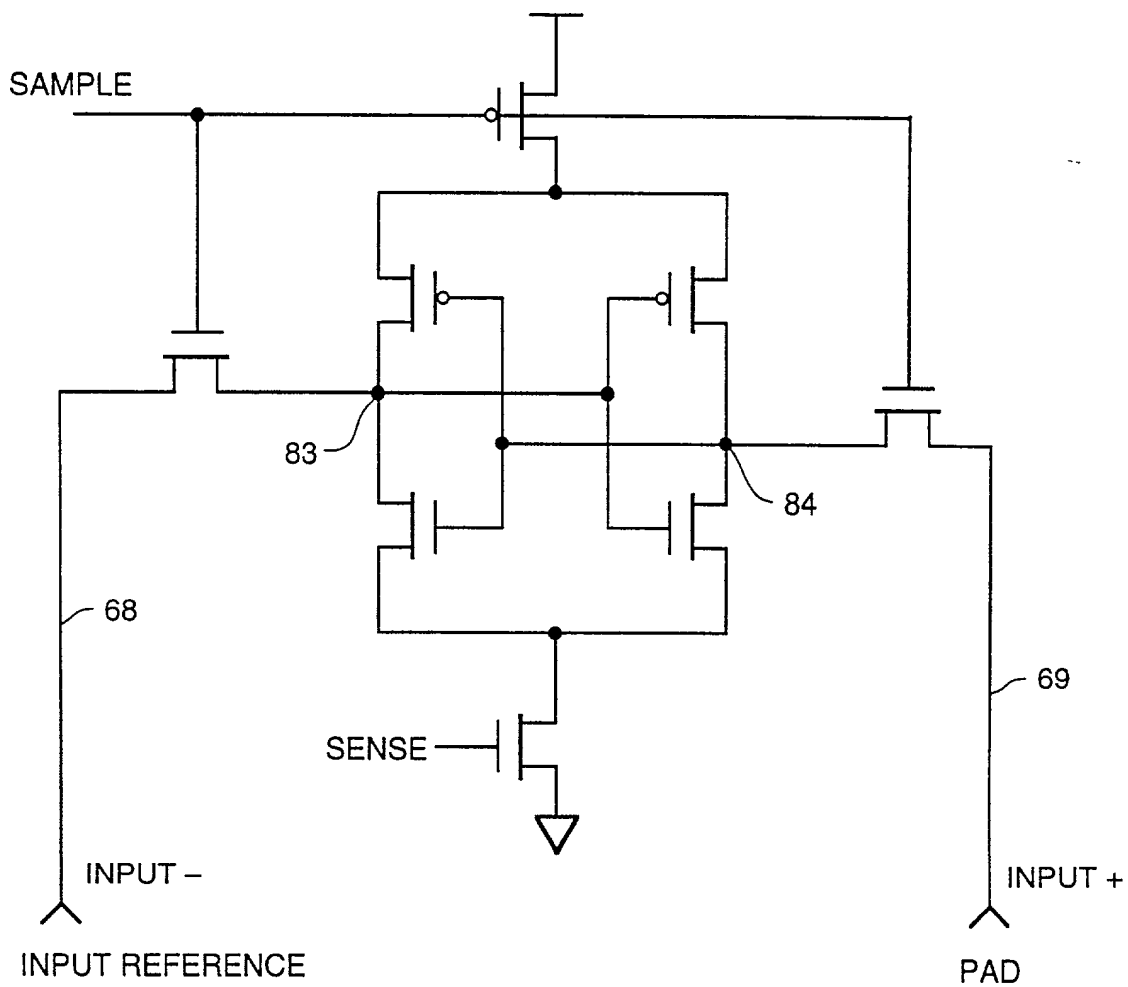 SAMPLE
83
84
68
69
SENSE
INPUT –
INPUT +
INPUT REFERENCE
PAD